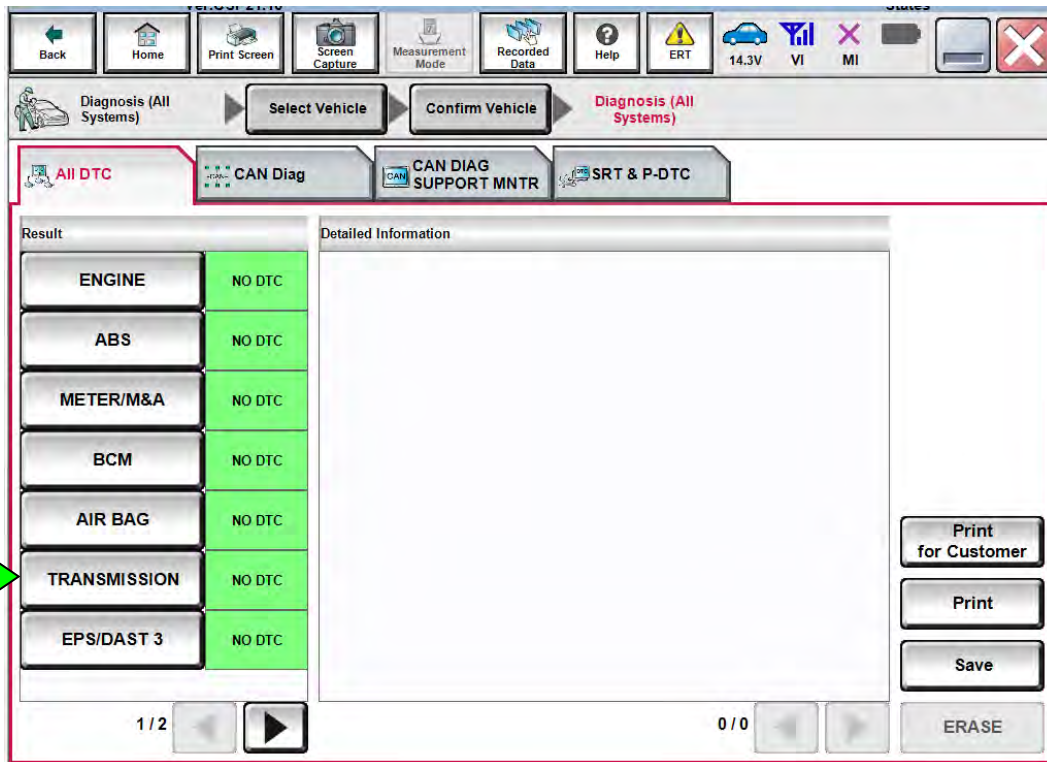 Back
Home
Print Screen
Screen
Capture
Measurement
Mode
Recorded
Data
Help
ERT
14.3V
VI
MI
Diagnosis (All
Systems)
Select Vehicle
Confirm Vehicle
Diagnosis (All
Systems)
All DTC
CAN Diag
CAN
CAN DIAG
SUPPORT MNTR
SRT & P-DTC
Result
Detailed Information
ENGINE NO DTC
ABS NO DTC
METER/M&A NO DTC
BCM NO DTC
AIR BAG NO DTC
TRANSMISSION NO DTC
EPS/DAST 3 NO DTC
Print
for Customer
Print
Save
1 / 2
0 / 0
ERASE